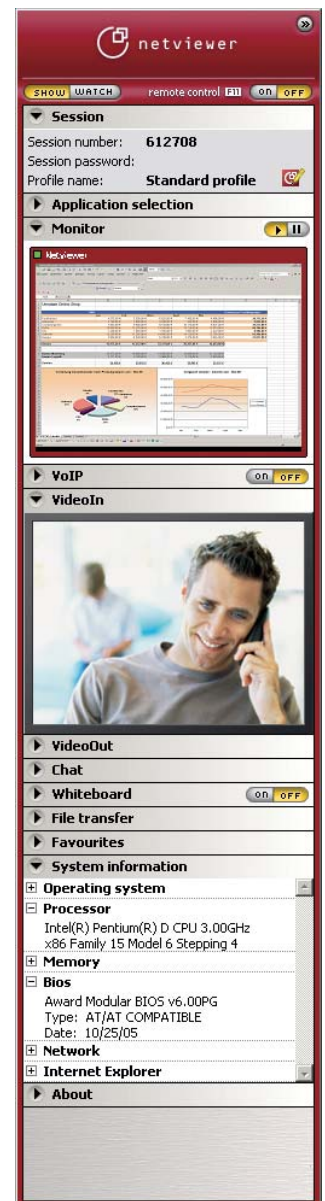 netviewer
SHOW WATCH remote control F11 ON OFF
Session
Session number: 612708
Session password:
Profile name: Standard profile
Application selection
Monitor
Netviewer
VoIP ON OFF
VideoIn
VideoOut
Chat
Whiteboard ON OFF
File transfer
Favourites
System information
Operating system
Processor
Intel(R) Pentium(R) D CPU 3.00GHz
x86 Family 15 Model 6 Stepping 4
Memory
Bios
Award Modular BIOS v6.00PG
Type: AT/AT COMPATIBLE
Date: 10/25/05
Network
Internet Explorer
About